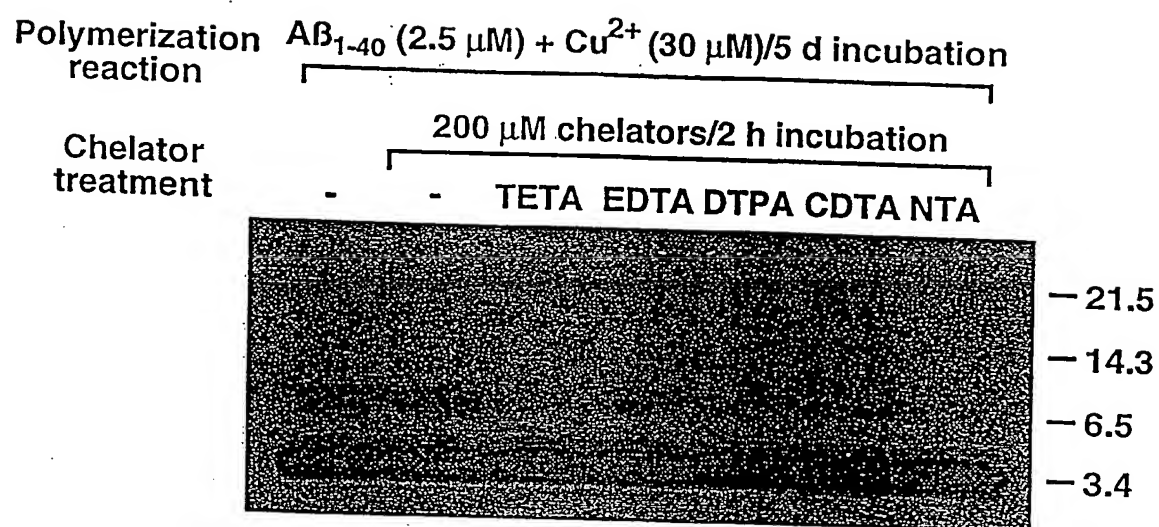 Polymerization reaction
Aß₁₋₄₀ (2.5 µM) + Cu²⁺ (30 µM)/5 d incubation
200 µM chelators/2 h incubation
Chelator treatment
- - TETA EDTA DTPA CDTA NTA
21.5
14.3
6.5
3.4